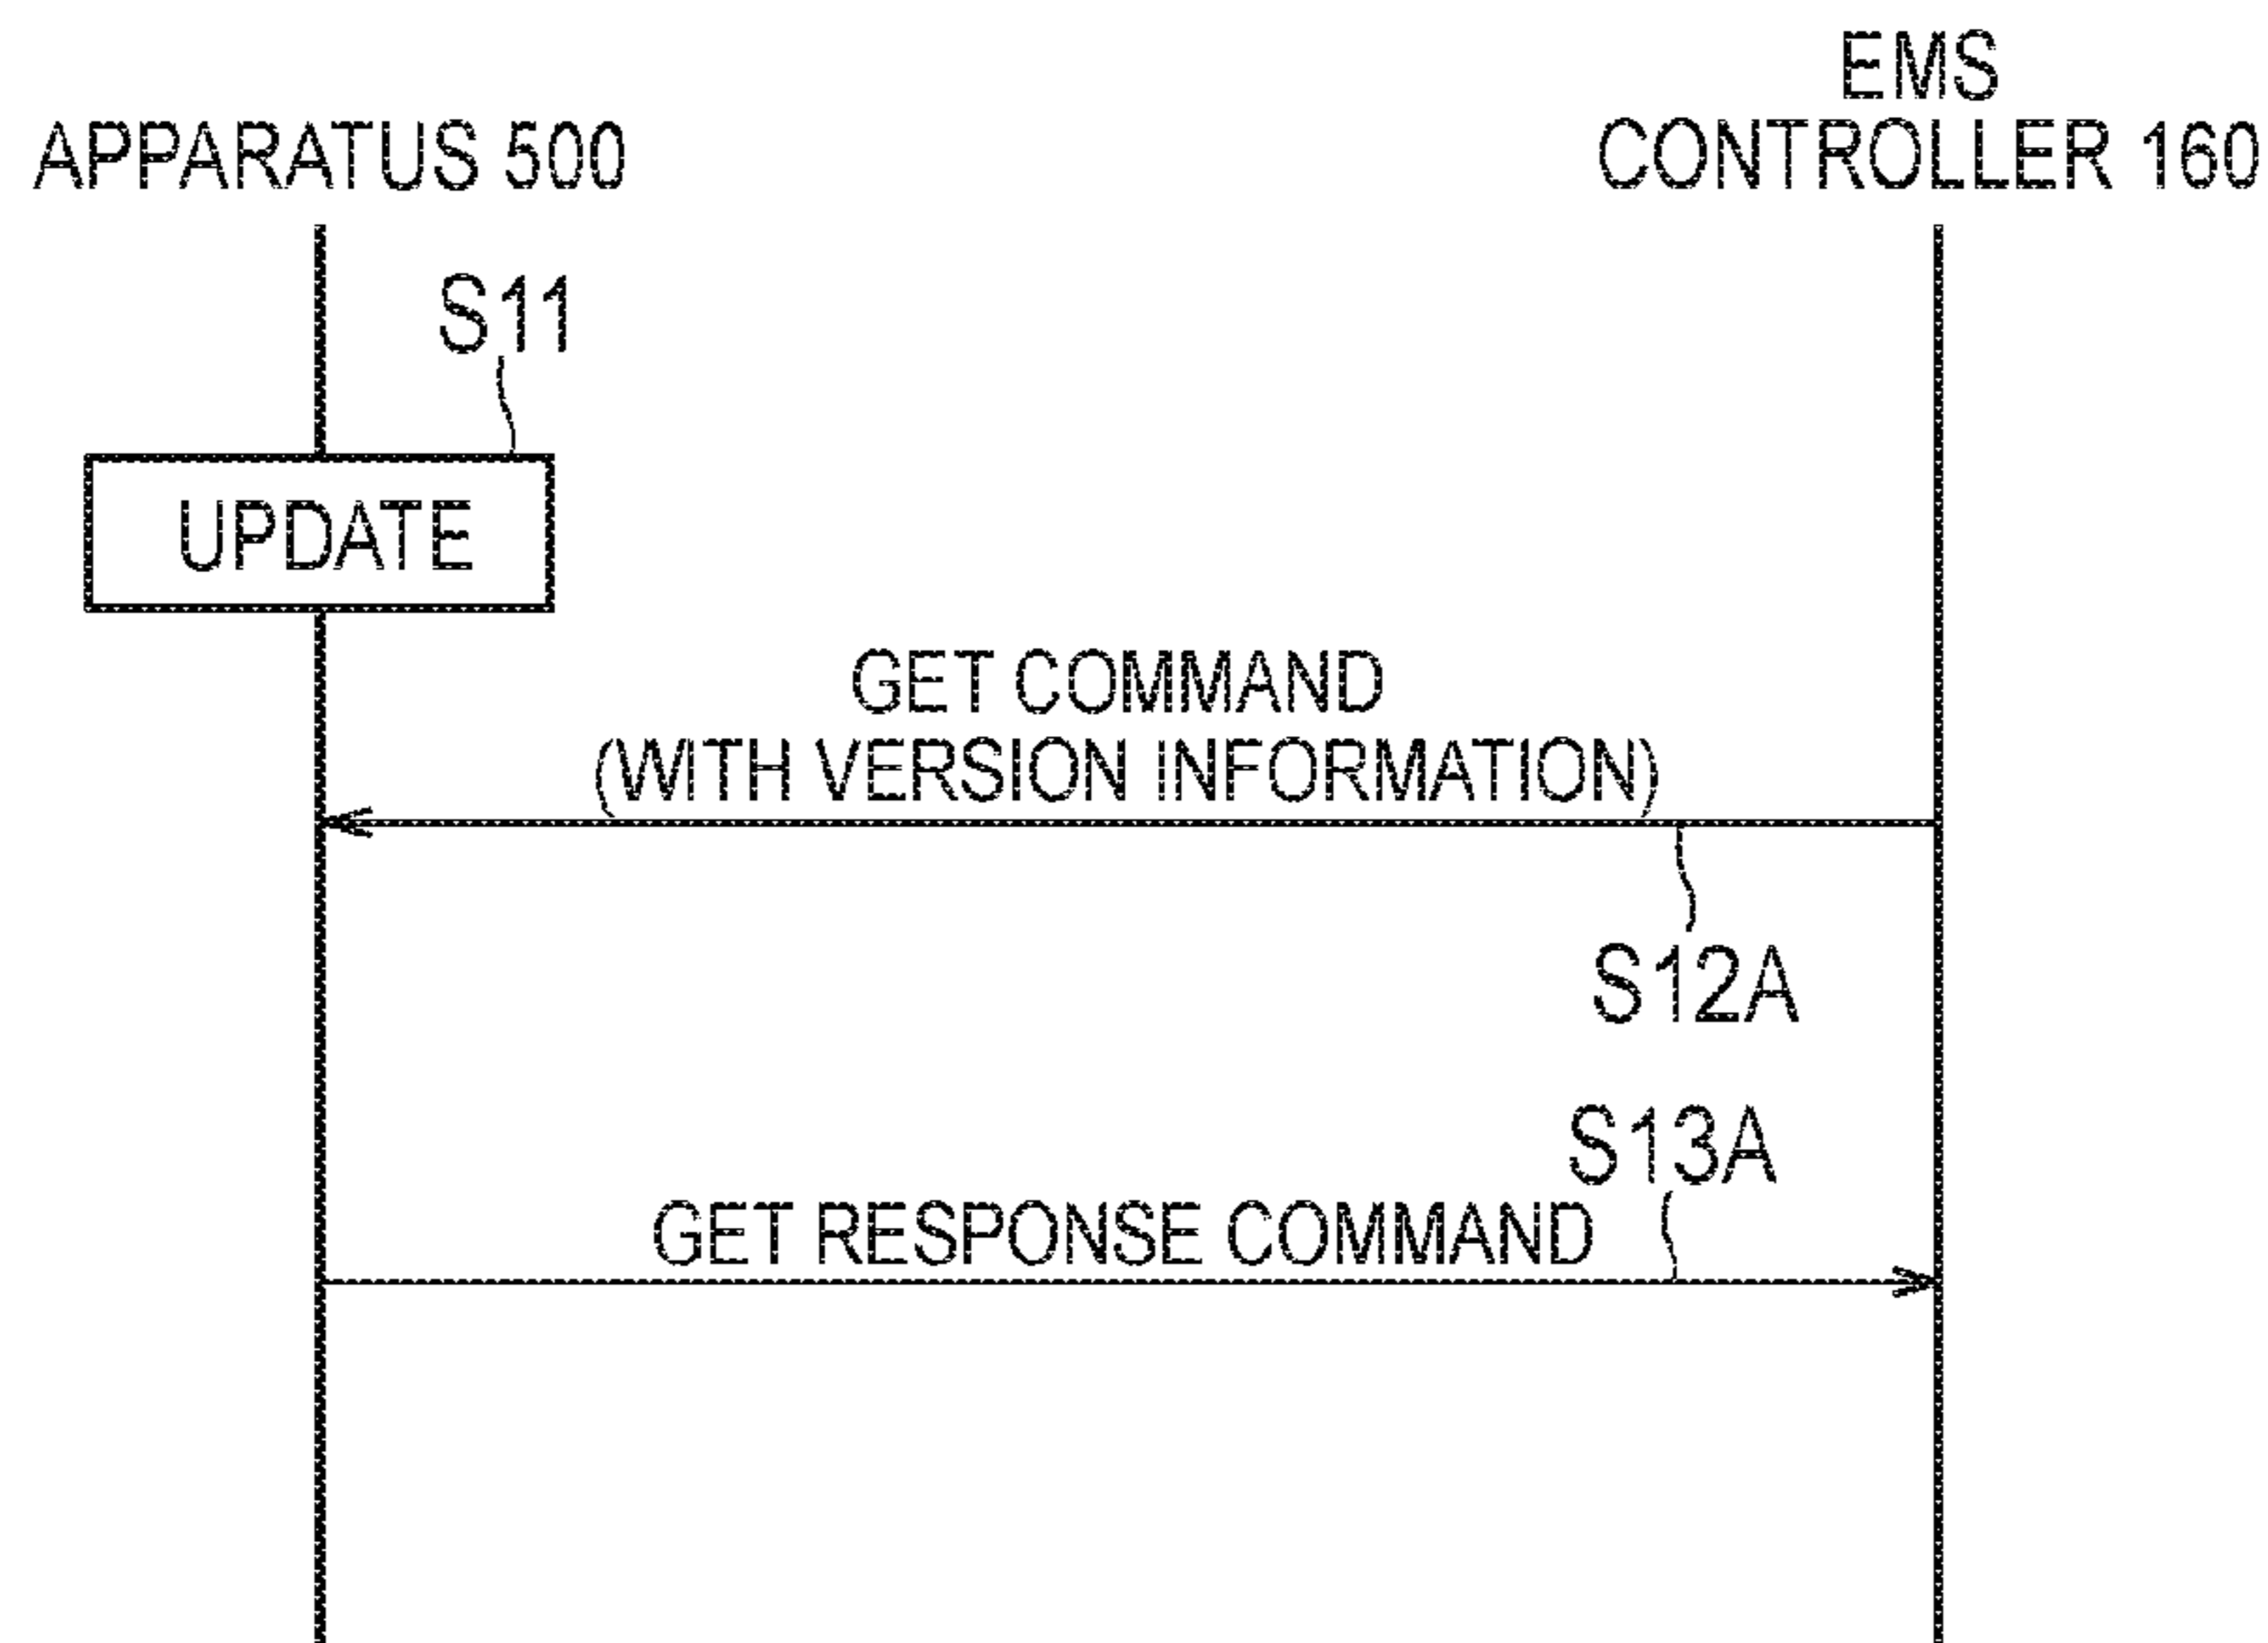 EMS
APPARATUS 500
CONTROLLER 160
S11
UPDATE
GET COMMAND
(WITH VERSION INFORMATION)
S12A
S13A
GET RESPONSE COMMAND